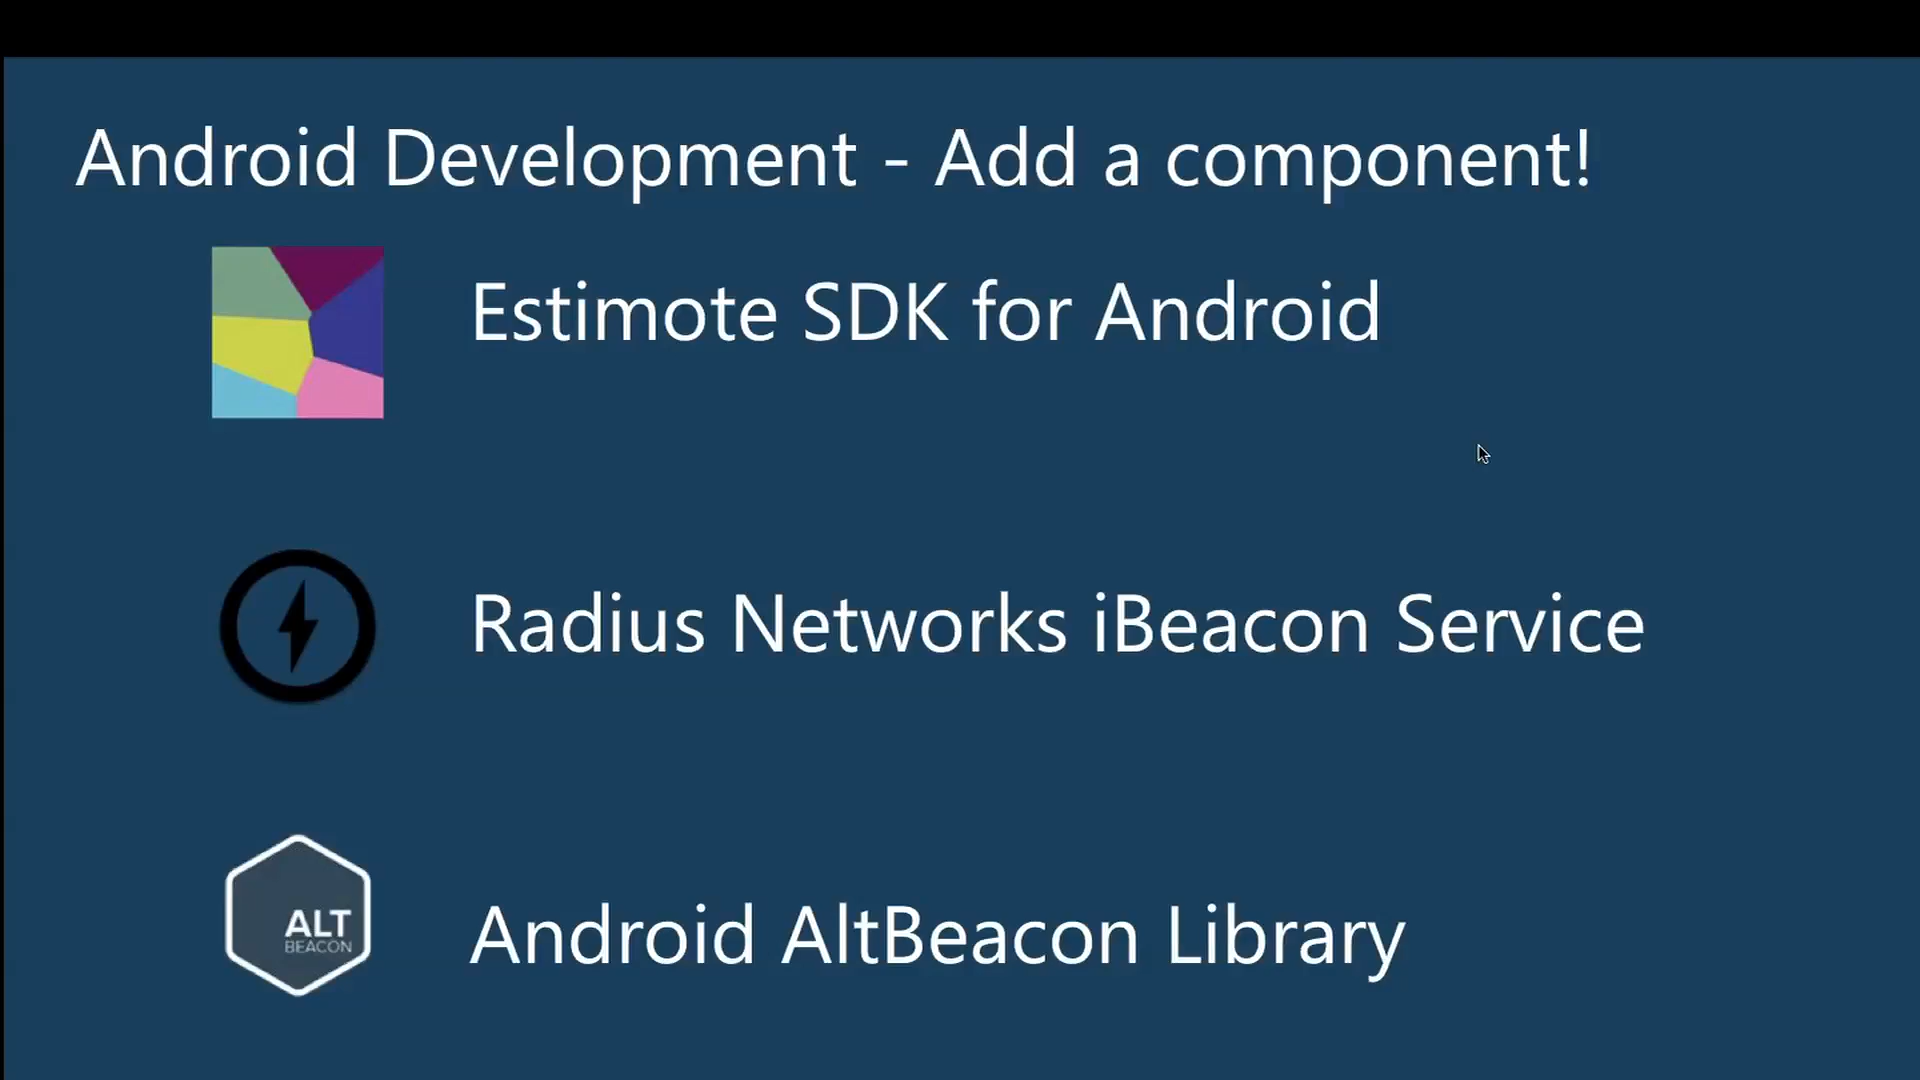 Android Development - Add a component!
Estimote SDK for Android
Radius Networks iBeacon Service
ALT
BEACON
Android AltBeacon Library